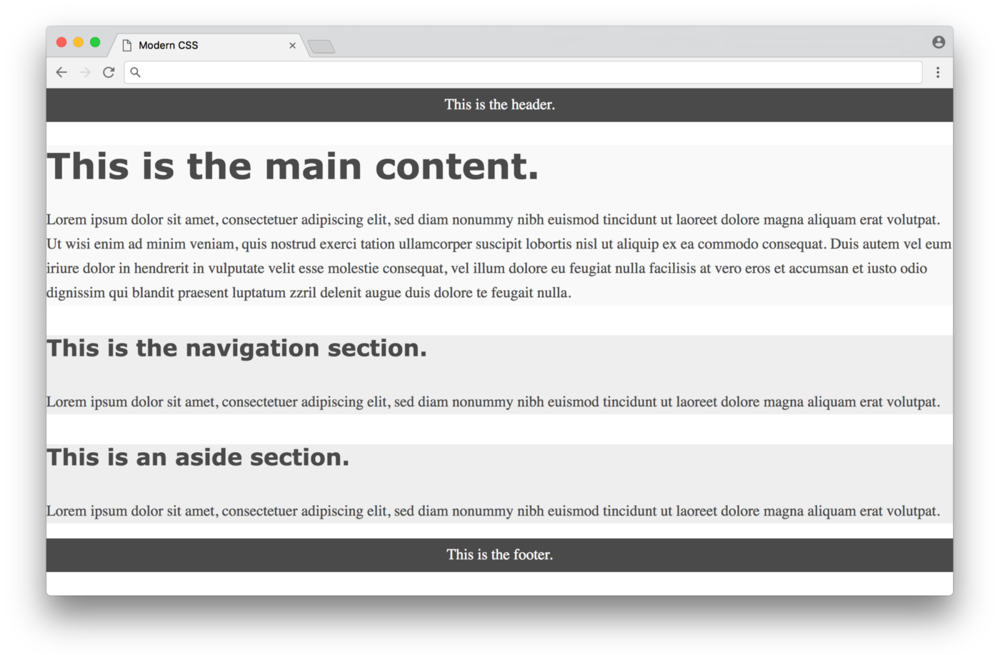 Modern CSS
This is the header.
This is the main content.
Lorem ipsum dolor sit amet, consectetuer adipiscing elit, sed diam nonummy nibh euismod tincidunt ut laoreet dolore magna aliquam erat volutpat.
Ut wisi enim ad minim veniam, quis nostrud exerci tation ullamcorper suscipit lobortis nisl ut aliquip ex ea commodo consequat. Duis autem vel eum
iriure dolor in hendrerit in vulputate velit esse molestie consequat, vel illum dolore eu feugiat nulla facilisis at vero eros et accumsan et iusto odio
dignissim qui blandit praesent luptatum zzril delenit augue duis dolore te feugait nulla.
This is the navigation section.
Lorem ipsum dolor sit amet, consectetuer adipiscing elit, sed diam nonummy nibh euismod tincidunt ut laoreet dolore magna aliquam erat volutpat.
This is an aside section.
Lorem ipsum dolor sit amet, consectetuer adipiscing elit, sed diam nonummy nibh euismod tincidunt ut laoreet dolore magna aliquam erat volutpat.
This is the footer.